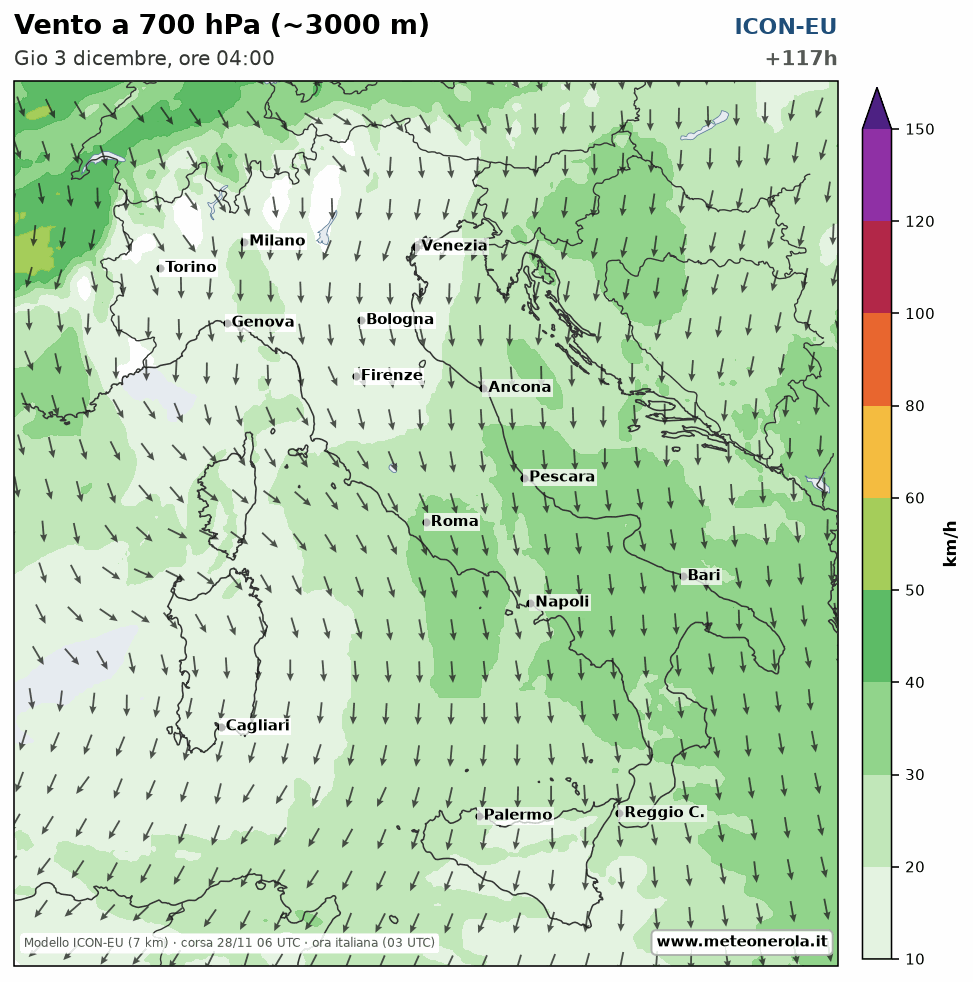 Vento a 700 hPa (~3000 m)
ICON-EU
Gio 3 dicembre, ore 04:00
+117h
Milano
Venezia
Torino
Genova
Bologna
Firenze
Ancona
Pescara
Roma
Bari
Napoli
Cagliari
Palermo
Reggio C.
Modello ICON-EU (7 km) · corsa 28/11 06 UTC · ora italiana (03 UTC)
www.meteonerola.it
150
120
100
80
60
50
40
30
20
10
km/h